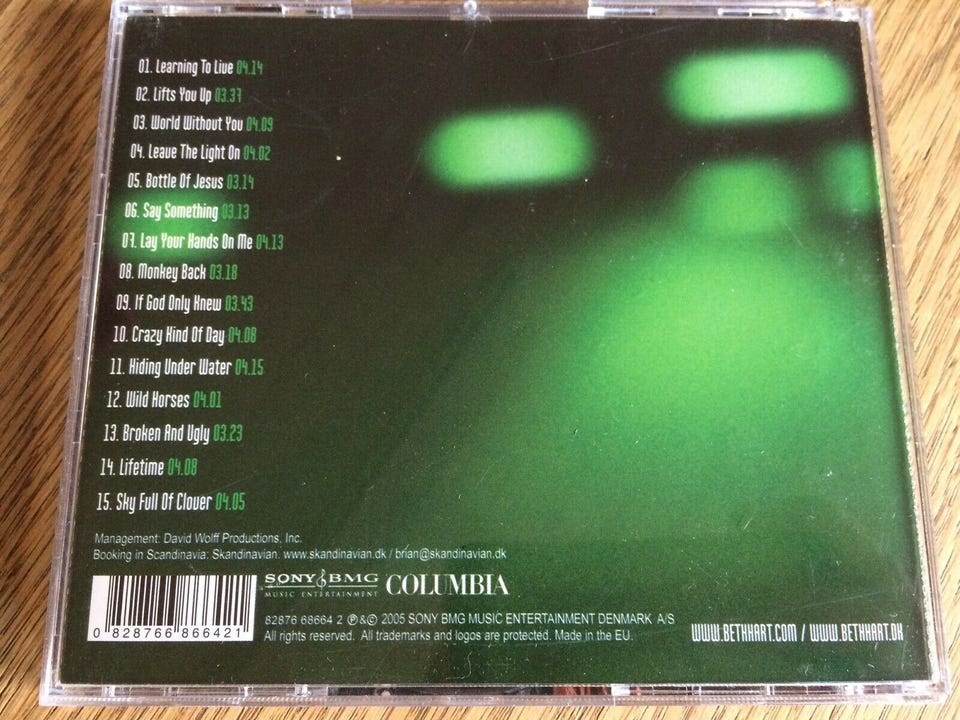 01. Learning To Live 04.14
02. Lifts You Up 03.37
03. World Without You 04.09
04. Leave The Light On 04.02
05. Bottle Of Jesus 03.14
06. Say Something 03.13
07. Lay Your Hands On Me 04.13
08. Monkey Back 03.18
09. If God Only Knew 03.43
10. Crazy Kind Of Day 04.08
11. Hiding Under Water 04.15
12. Wild Horses 04.01
13. Broken And Ugly 03.23
14. Lifetime 04.08
15. Sky Full Of Clover 04.05
Management: David Wolff Productions, Inc.
Booking in Scandinavia: Skandinavian. www.skandinavian.dk / brian@skandinavian.dk
SONY BMG
MUSIC ENTERTAINMENT
COLUMBIA
0 828766 866421
82876 68664 2 ℗&© 2005 SONY BMG MUSIC ENTERTAINMENT DENMARK A/S
All rights reserved. All trademarks and logos are protected. Made in the EU.
WWW.BETHHART.COM / WWW.BETHHART.DK